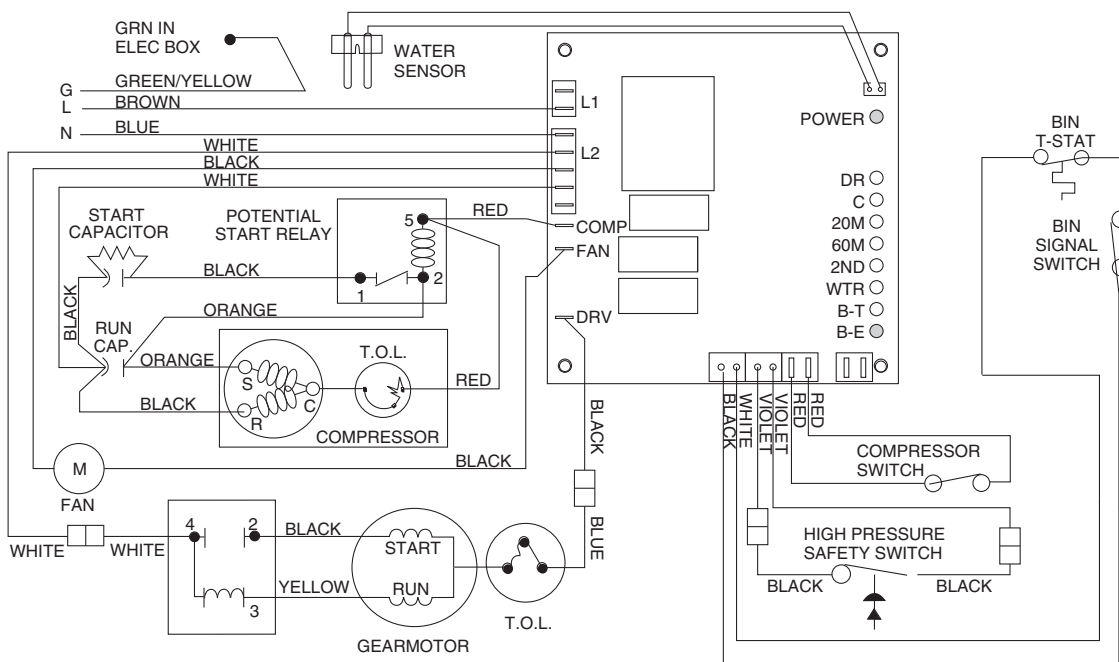 GRN IN
ELEC BOX
WATER
SENSOR
G GREEN/YELLOW
L BROWN
N BLUE
WHITE
BLACK
WHITE
L1
L2
POWER
DR
C
20M
60M
2ND
WTR
B-T
B-E
BIN
T-STAT
BIN
SIGNAL
SWITCH
START
CAPACITOR
POTENTIAL
START RELAY
5
RED
COMP
FAN
DRV
BLACK
1
2
BLACK
ORANGE
RUN
CAP.
ORANGE
S
R
C
T.O.L.
RED
BLACK
COMPRESSOR
M
FAN
BLACK
BLACK
BLUE
BLACK
WHITE
VIOLET
VIOLET
RED
RED
COMPRESSOR
SWITCH
HIGH PRESSURE
SAFETY SWITCH
BLACK
BLACK
WHITE
WHITE
4
2
3
BLACK
YELLOW
START
RUN
GEARMOTOR
T.O.L.